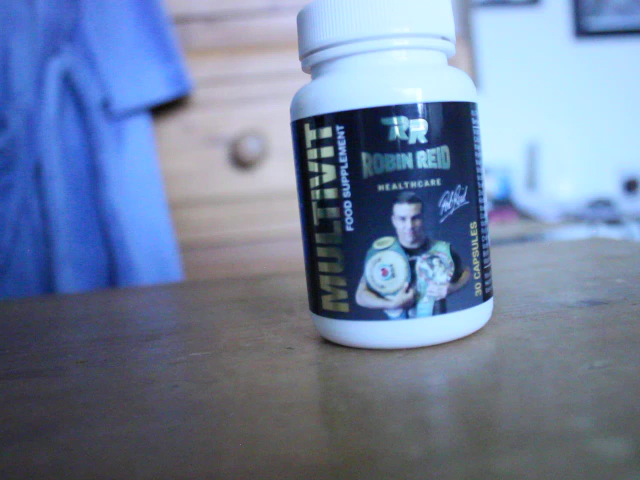 RR
ROBIN REID
HEALTHCARE
MULTIVIT
FOOD SUPPLEMENT
30 CAPSULES